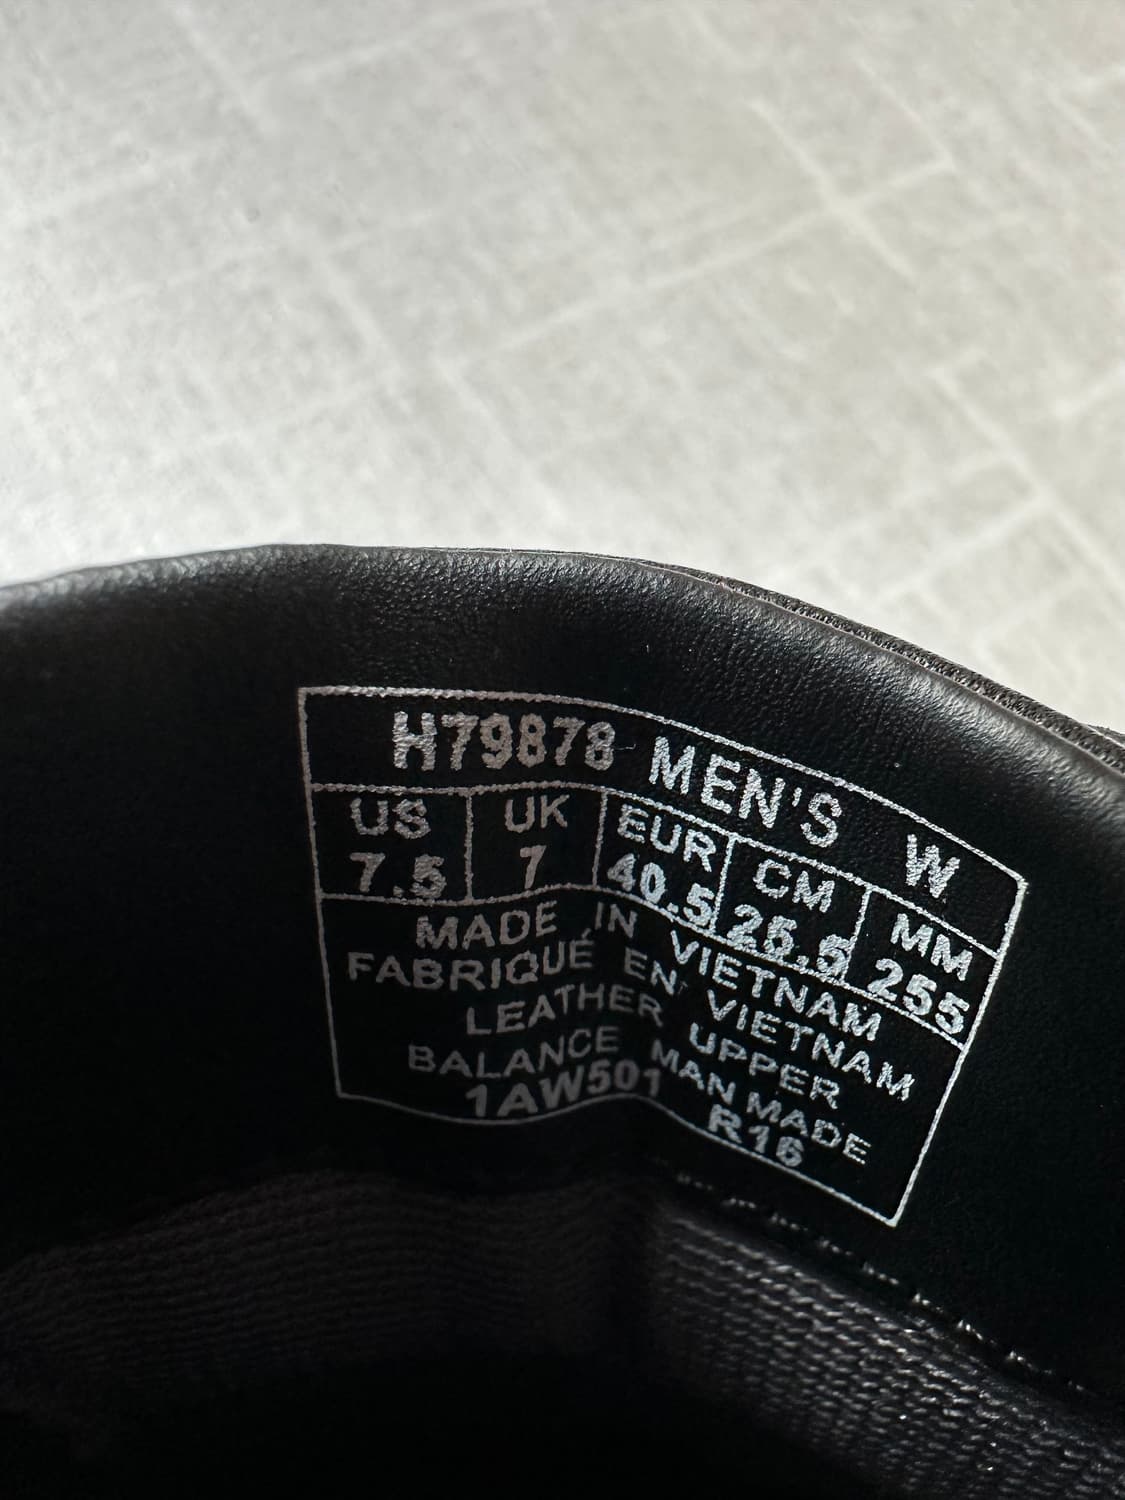 H79878 MEN'S W
US UK EUR CM MM
7.5 7 40.5 25.5 255
MADE IN VIETNAM
FABRIQUÉ EN VIETNAM
LEATHER UPPER
BALANCE MAN MADE
1AW501 R16